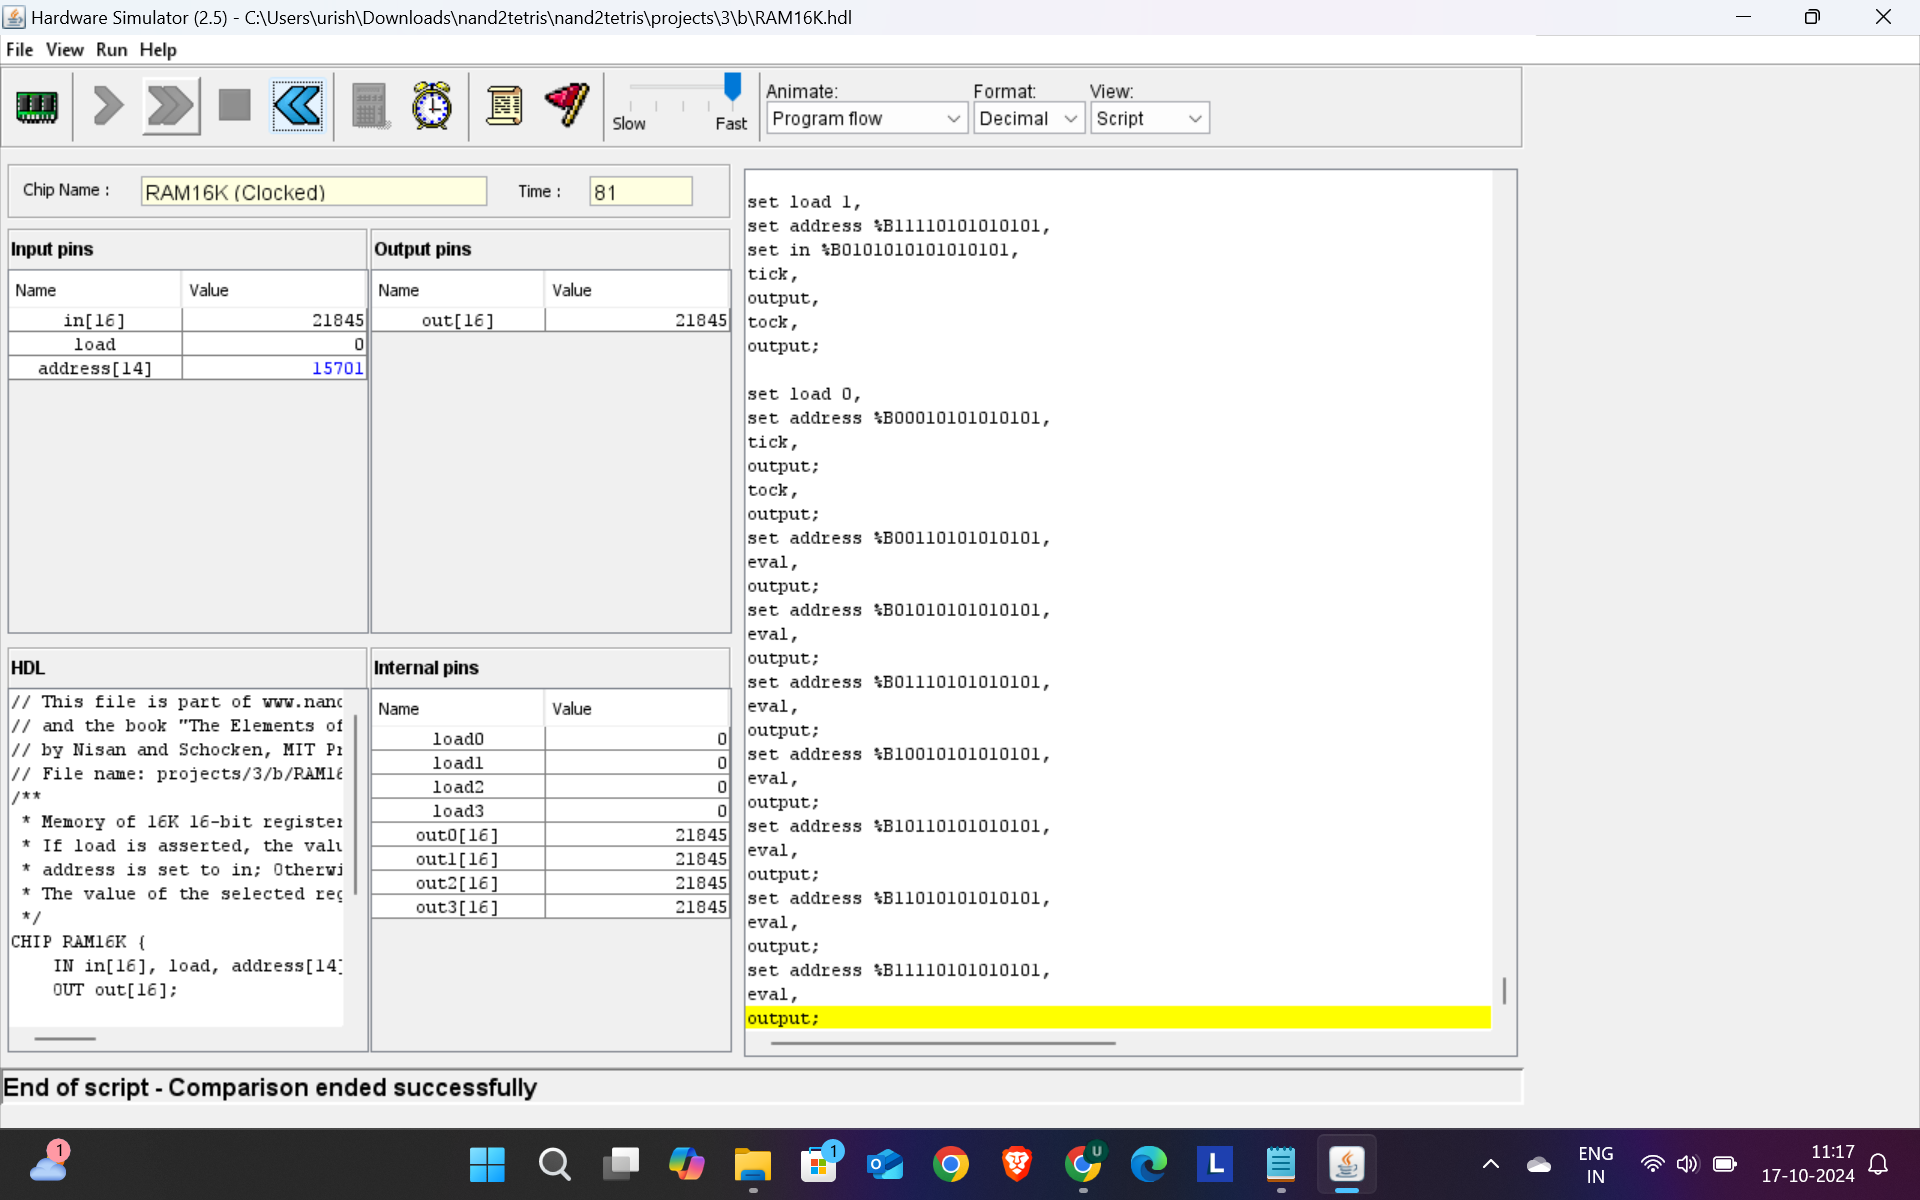 Hardware Simulator (2.5) - C:\Users\urish\Downloads\nand2tetris\nand2tetris\projects\3\b\RAM16K.hdl
File View Run Help
Slow Fast
Animate: Format: View:
Program flow Decimal Script
Chip Name : RAM16K (Clocked) Time : 81
Input pins
Name Value
in[16] 21845
load 0
address[14] 15701
Output pins
Name Value
out[16] 21845
HDL
// This file is part of www.nand
// and the book "The Elements of
// by Nisan and Schocken, MIT Pr
// File name: projects/3/b/RAM16
/**
* Memory of 16K 16-bit register
* If load is asserted, the valu
* address is set to in; Otherwi
* The value of the selected reg
*/
CHIP RAM16K {
IN in[16], load, address[14]
OUT out[16];
Internal pins
Name Value
load0 0
load1 0
load2 0
load3 0
out0[16] 21845
out1[16] 21845
out2[16] 21845
out3[16] 21845
set load 1,
set address %B11110101010101,
set in %B0101010101010101,
tick,
output,
tock,
output;
set load 0,
set address %B00010101010101,
tick,
output;
tock,
output;
set address %B00110101010101,
eval,
output;
set address %B01010101010101,
eval,
output;
set address %B01110101010101,
eval,
output;
set address %B10010101010101,
eval,
output;
set address %B10110101010101,
eval,
output;
set address %B11010101010101,
eval,
output;
set address %B11110101010101,
eval,
output;
End of script - Comparison ended successfully
1
1
U
L
ENG
IN
11:17
17-10-2024